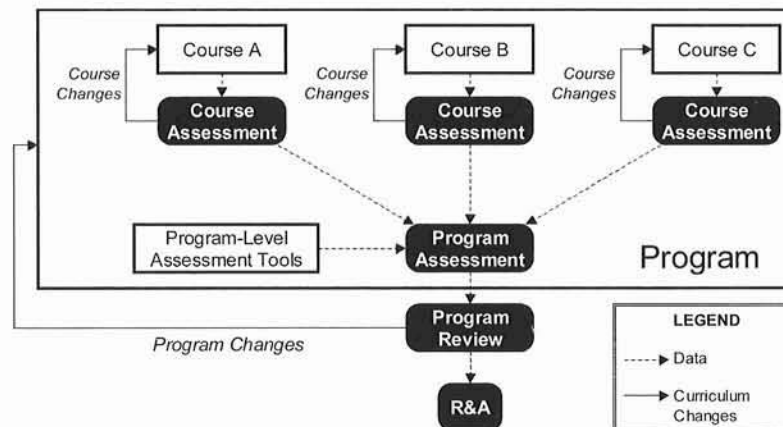 Course A
Course B
Course C
Course
Changes
Course
Changes
Course
Changes
Course
Assessment
Course
Assessment
Course
Assessment
Program-Level
Assessment Tools
Program
Assessment
Program
Program
Review
Program Changes
R&A
LEGEND
Data
Curriculum
Changes